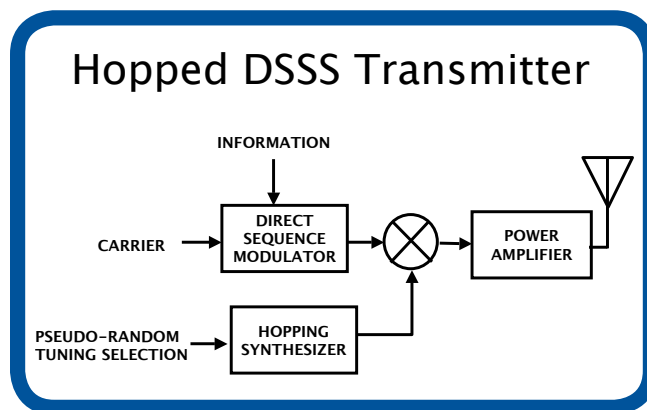 Hopped DSSS Transmitter
INFORMATION
CARRIER
DIRECT
SEQUENCE
MODULATOR
POWER
AMPLIFIER
PSEUDO-RANDOM
TUNING SELECTION
HOPPING
SYNTHESIZER